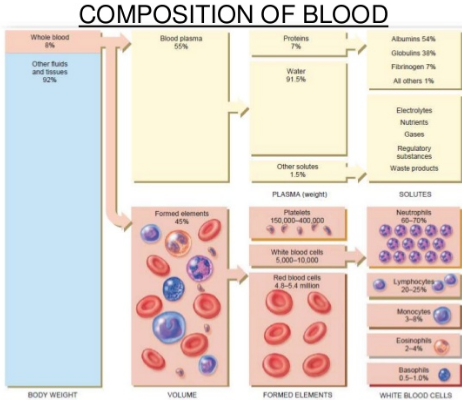 COMPOSITION OF BLOOD
Whole blood
8%
Other fluids
and tissues
92%
BODY WEIGHT
Blood plasma
55%
Formed elements
45%
VOLUME
Proteins
7%
Water
91.5%
Other solutes
1.5%
PLASMA (weight)
Platelets
150,000–400,000
White blood cells
5,000–10,000
Red blood cells
4.8–5.4 million
FORMED ELEMENTS
Albumins 54%
Globulins 38%
Fibrinogen 7%
All others 1%
Electrolytes
Nutrients
Gases
Regulatory
substances
Waste products
SOLUTES
Neutrophils
60–70%
Lymphocytes
20–25%
Monocytes
3–8%
Eosinophils
2–4%
Basophils
0.5–1.0%
WHITE BLOOD CELLS